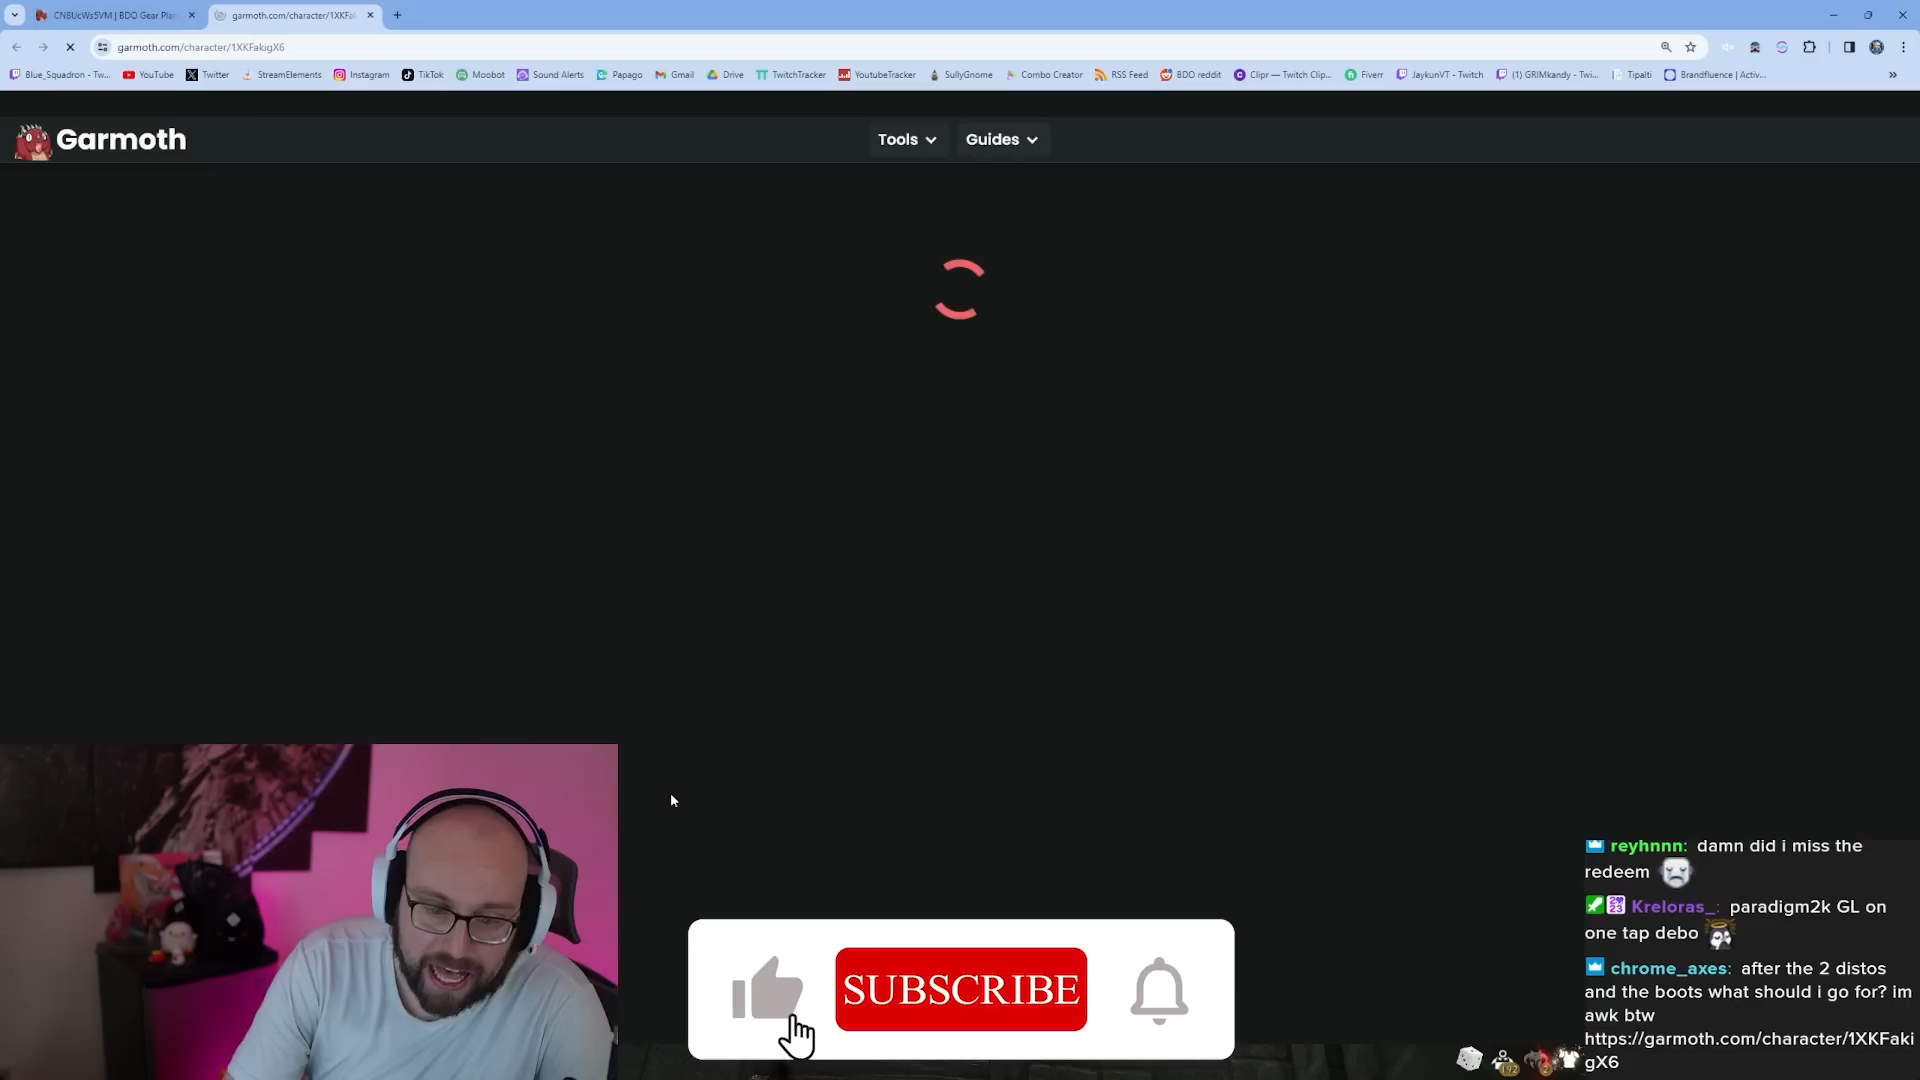 CN8UcWs5VM | BDO Gear Plan
garmoth.com/character/1XKFal
garmoth.com/character/1XKFakigX6
Blue_Squadron - Tw...
YouTube
Twitter
StreamElements
Instagram
TikTok
Moobot
Sound Alerts
Papago
Gmail
Drive
TwitchTracker
YoutubeTracker
SullyGnome
Combo Creator
RSS Feed
BDO reddit
Clipr — Twitch Clip...
Fiverr
JaykunVT - Twitch
(1) GRIMkandy - Twi...
Tipalti
Brandfluence | Activ...
Garmoth
Tools
Guides
reyhnnn: damn did i miss the
redeem
Kreloras_: paradigm2k GL on
one tap debo
chrome_axes: after the 2 distos
and the boots what should i go for? im
awk btw
https://garmoth.com/character/1XKFaki
gX6
SUBSCRIBE
192
2